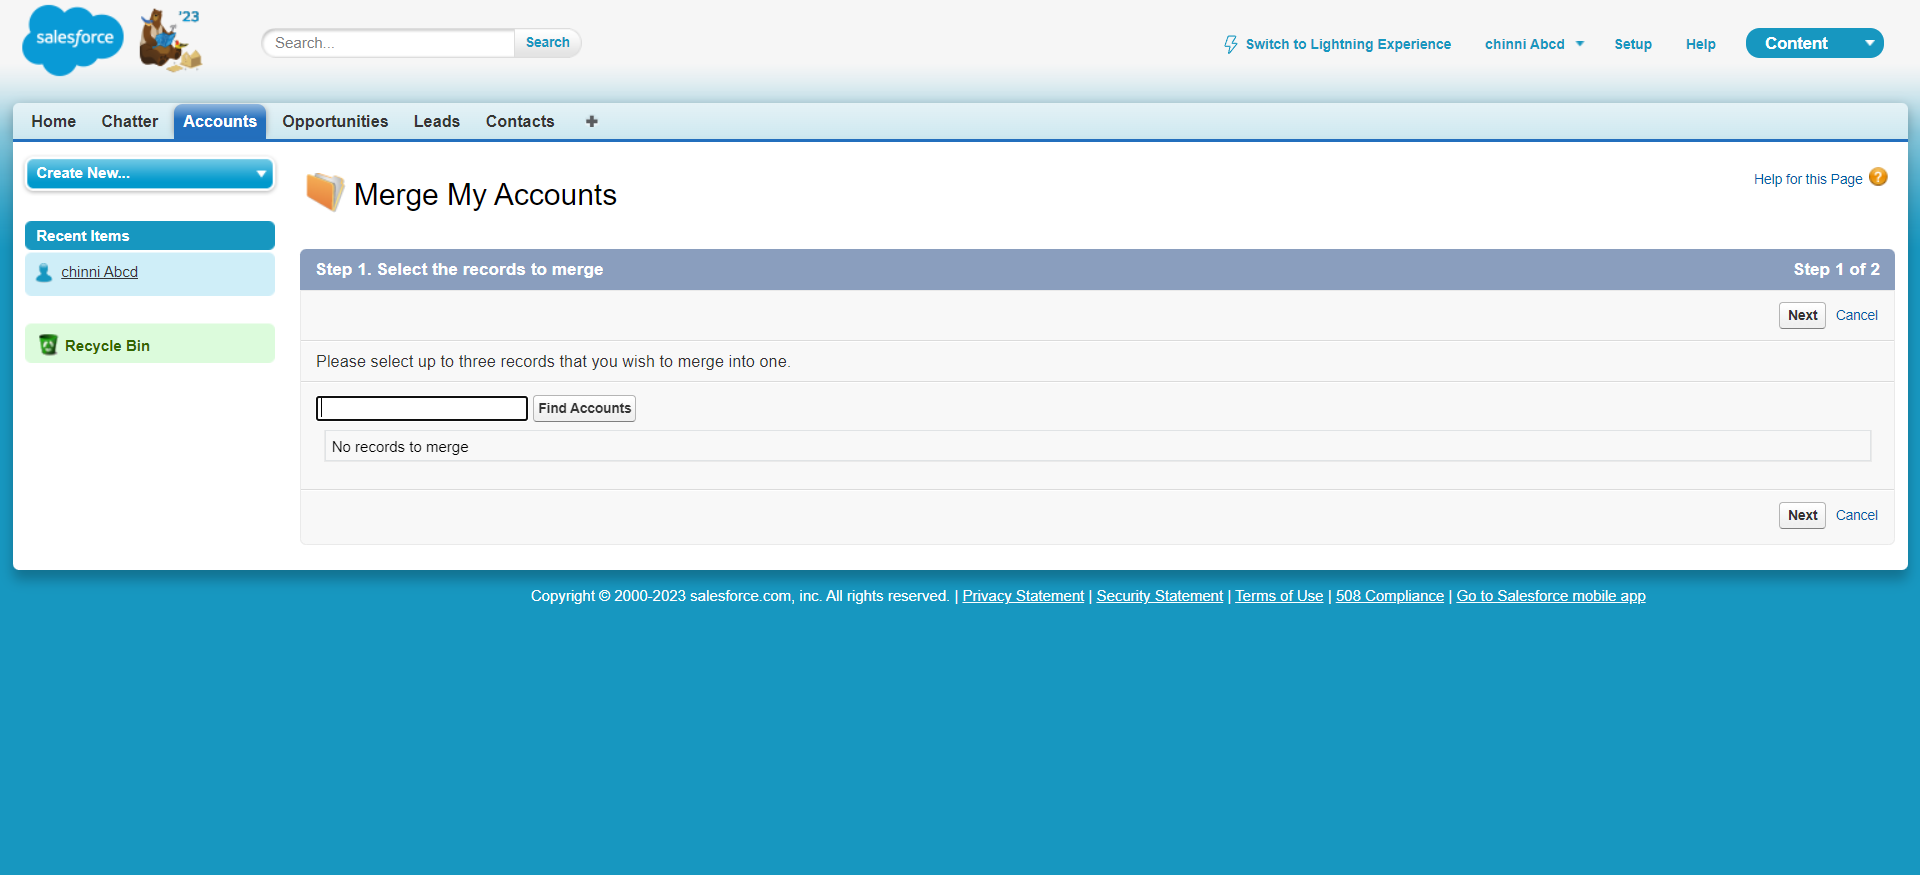 salesforce
'23
Search...
Search
Switch to Lightning Experience
chinni Abcd
Setup
Help
Content
Home
Chatter
Accounts
Opportunities
Leads
Contacts
Create New...
Merge My Accounts
Help for this Page
Recent Items
chinni Abcd
Recycle Bin
Step 1. Select the records to merge
Step 1 of 2
Next
Cancel
Please select up to three records that you wish to merge into one.
Find Accounts
No records to merge
Next
Cancel
Copyright © 2000-2023 salesforce.com, inc. All rights reserved. | Privacy Statement | Security Statement | Terms of Use | 508 Compliance | Go to Salesforce mobile app